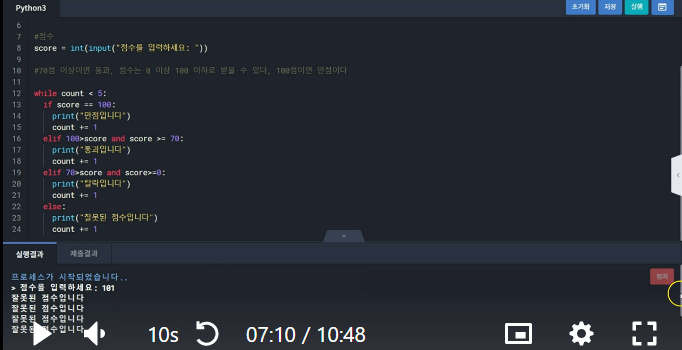 Python3
초기화 저장 실행
6
7 #점수
8 score = int(input("점수를 입력하세요: "))
9
10 #70점 이상이면 통과, 점수는 0 이상 100 이하로 받을 수 있다, 100점이면 만점이다
11
12 while count < 5:
13 if score == 100:
14 print("만점입니다")
15 count += 1
16 elif 100>score and score >= 70:
17 print("통과입니다")
18 count += 1
19 elif 70>score and score>=0:
20 print("탈락입니다")
21 count += 1
22 else:
23 print("잘못된 점수입니다")
24 count += 1
실행결과 제출결과
프로세스가 시작되었습니다..
정지
> 점수를 입력하세요: 101
잘못된 점수입니다
잘못된 점수입니다
잘못된 점수입니다
잘못된 점수입니다
10s 07:10 / 10:48